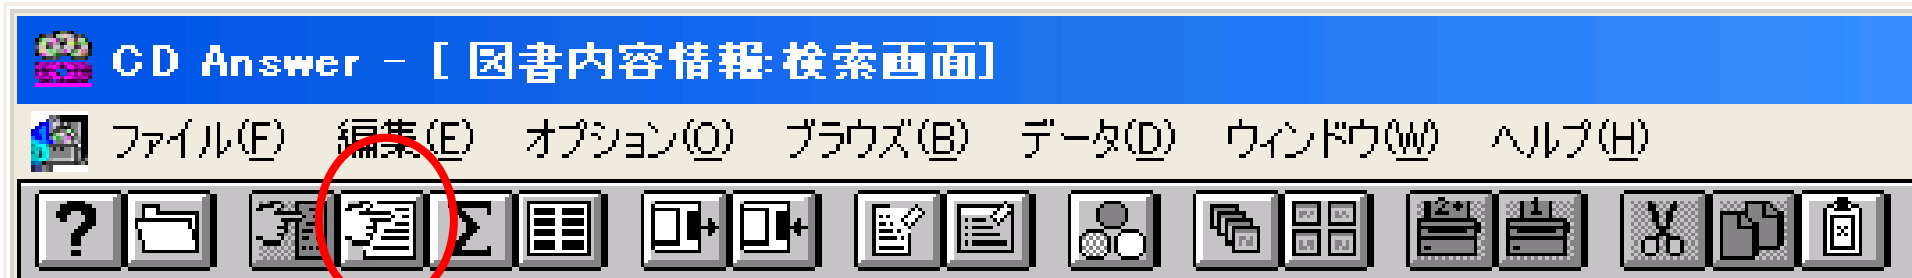 CD Answer - [図書内容情報:検索画面]
ファイル(F) 編集(E) オプション(O) ブラウズ(B) データ(D) ウィンドウ(W) ヘルプ(H)
? Σ 2+ 1